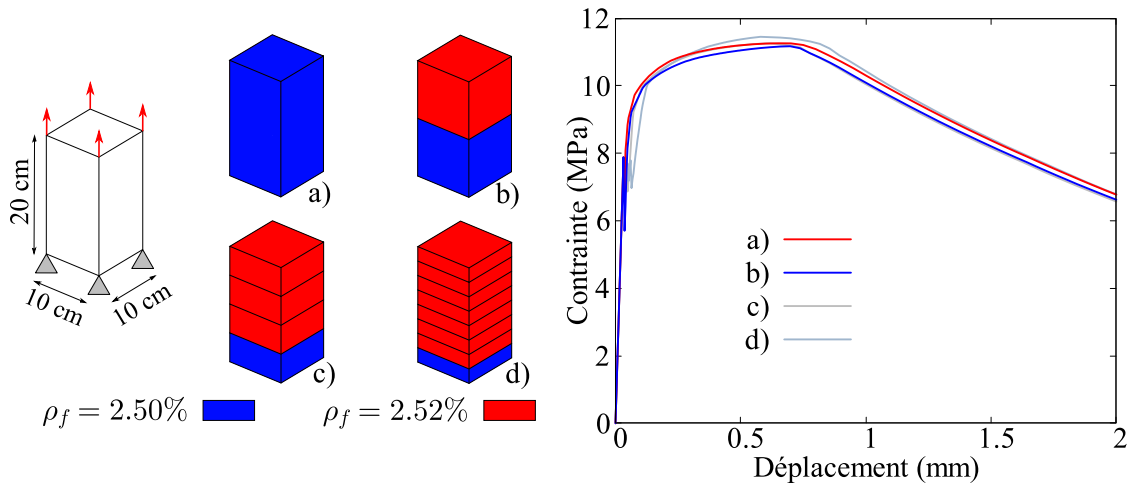 20 cm
10 cm
10 cm
a)
b)
c)
d)
ρf = 2.50%
ρf = 2.52%
Contrainte (MPa)
12
10
8
6
4
2
0
a)
b)
c)
d)
0 0.5 1 1.5 2
Déplacement (mm)